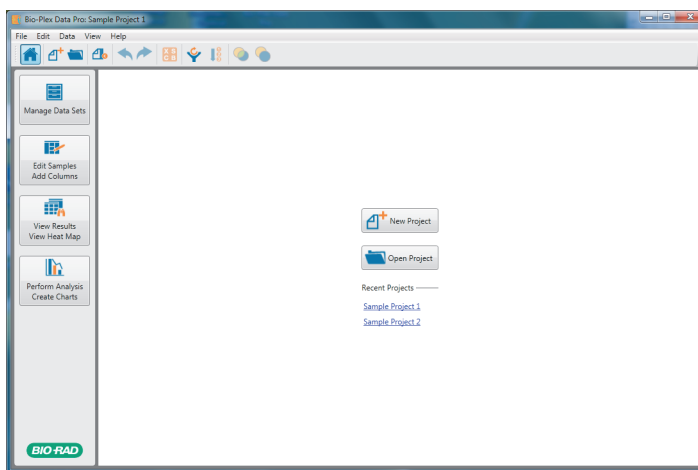 Bio-Plex Data Pro: Sample Project 1
File Edit Data View Help
Manage Data Sets
Edit Samples
Add Columns
View Results
View Heat Map
Perform Analysis
Create Charts
New Project
Open Project
Recent Projects
Sample Project 1
Sample Project 2
BIO-RAD